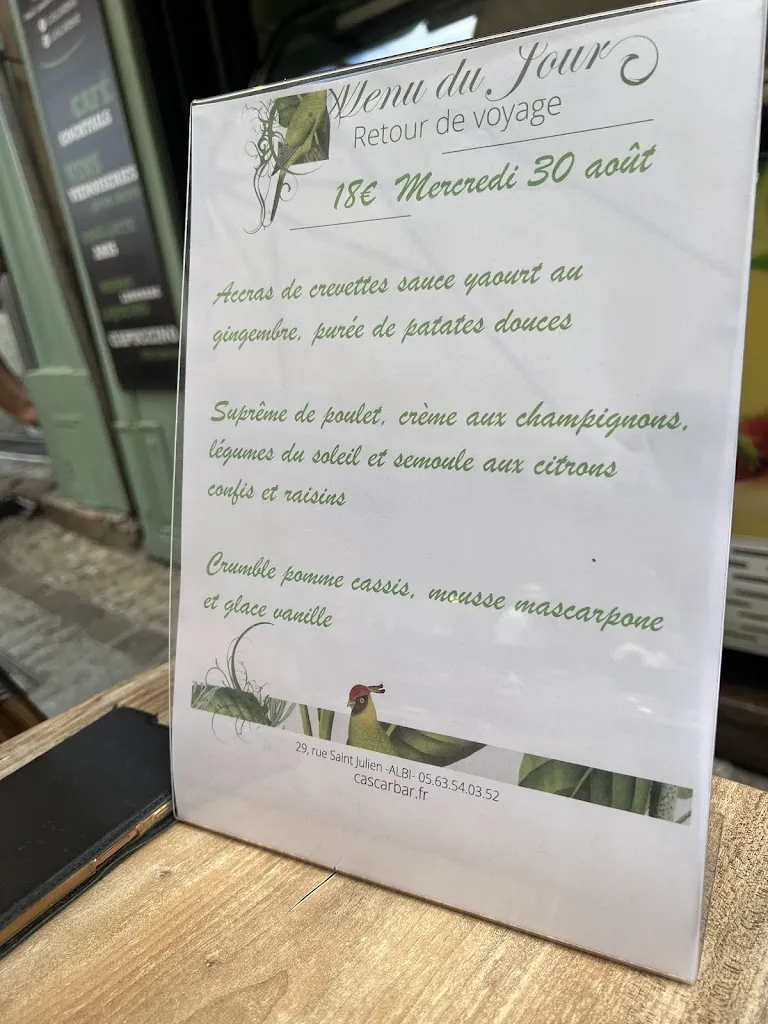 CAFÉ
COCKTAILS
CAPUCCINO
Menu du Jour
Retour de voyage
18€ Mercredi 30 août
Accras de crevettes sauce yaourt au
gingembre, purée de patates douces
Suprême de poulet, crème aux champignons,
légumes du soleil et semoule aux citrons
confis et raisins
Crumble pomme cassis, mousse mascarpone
et glace vanille
29, rue Saint Julien -ALBI- 05.63.54.03.52
cascarbar.fr